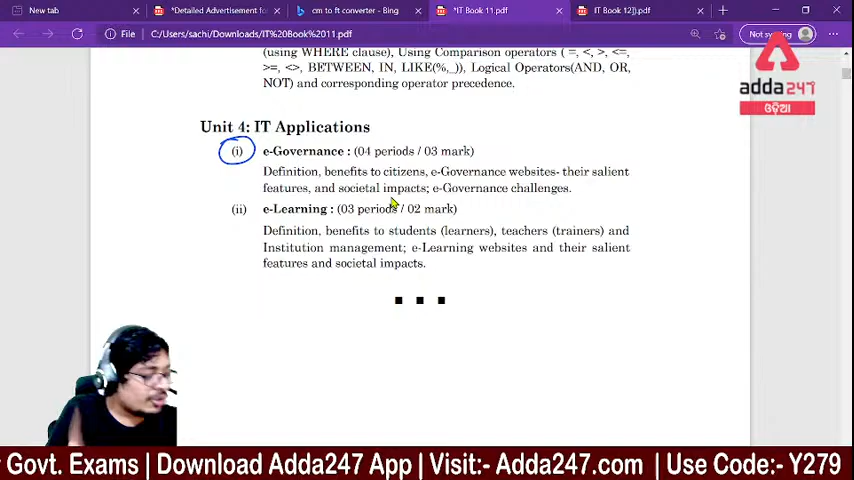 New tab
*Detailed Advertisement for
cm to ft converter - Bing
*IT Book 11.pdf
IT Book 12]).pdf
File
C:/Users/sachi/Downloads/IT%20Book%2011.pdf
Not syncing
(using WHERE clause), Using Comparison operators ( =, <, >, <=,
>=, <>, BETWEEN, IN, LIKE(%,_)), Logical Operators(AND, OR,
NOT) and corresponding operator precedence.
adda247
ଓଡ଼ିଆ
Unit 4: IT Applications
(i) e-Governance : (04 periods / 03 mark)
Definition, benefits to citizens, e-Governance websites- their salient
features, and societal impacts; e-Governance challenges.
(ii) e-Learning : (03 periods / 02 mark)
Definition, benefits to students (learners), teachers (trainers) and
Institution management; e-Learning websites and their salient
features and societal impacts.
Govt. Exams | Download Adda247 App | Visit:- Adda247.com | Use Code:- Y279